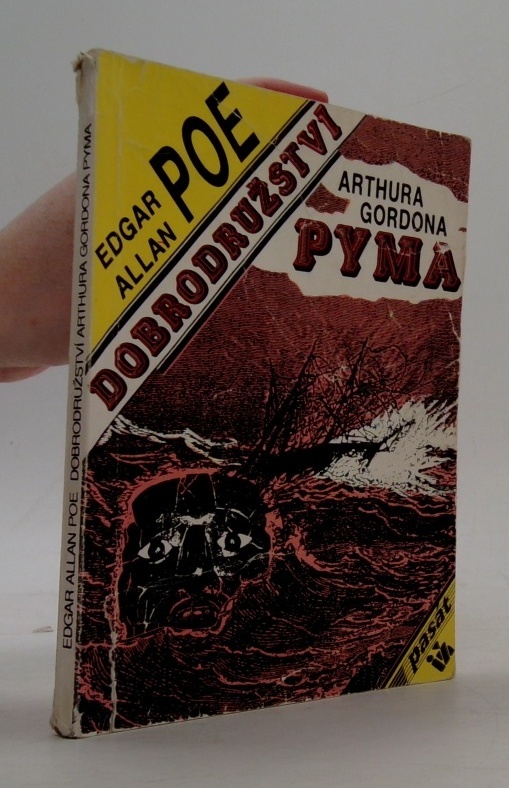 EDGAR
ALLAN
POE
DOBRODRUŽSTVÍ
ARTHURA
GORDONA
PYMA
pasát
EDGAR ALLAN POE DOBRODRUŽSTVÍ ARTHURA GORDONA PYMA